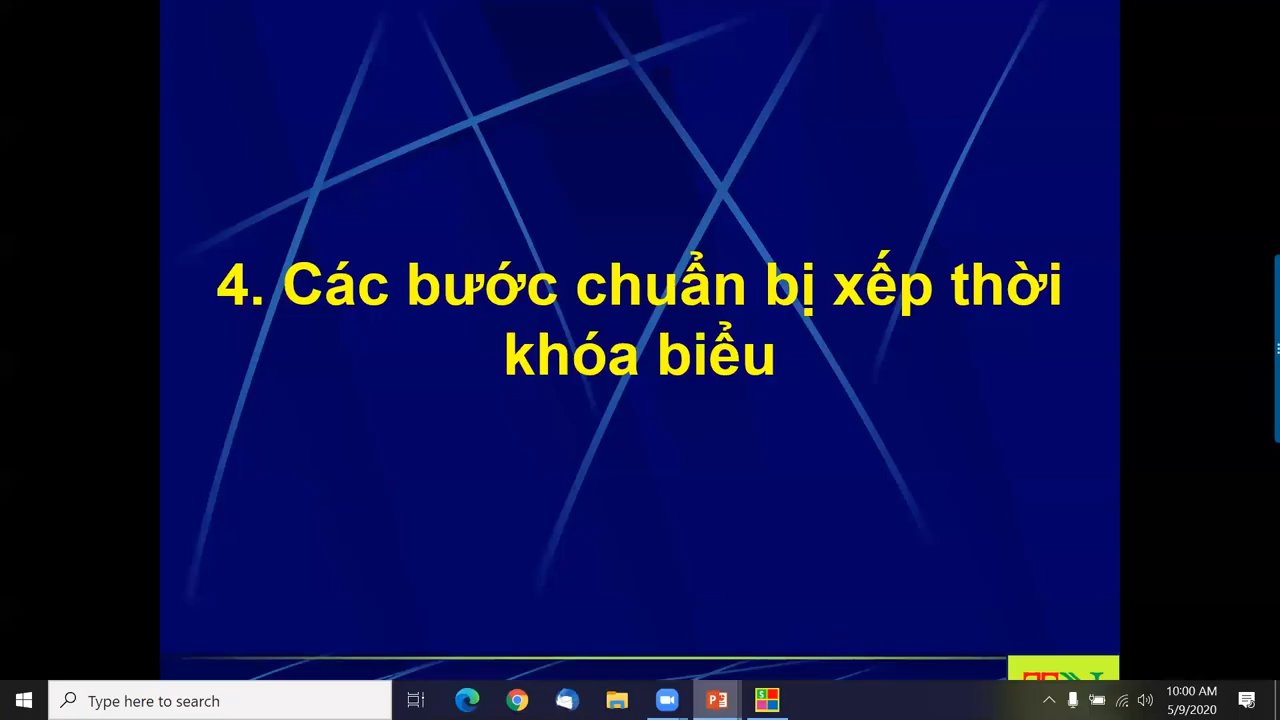 4. Các bước chuẩn bị xếp thời
khóa biểu
Type here to search
10:00 AM
5/9/2020